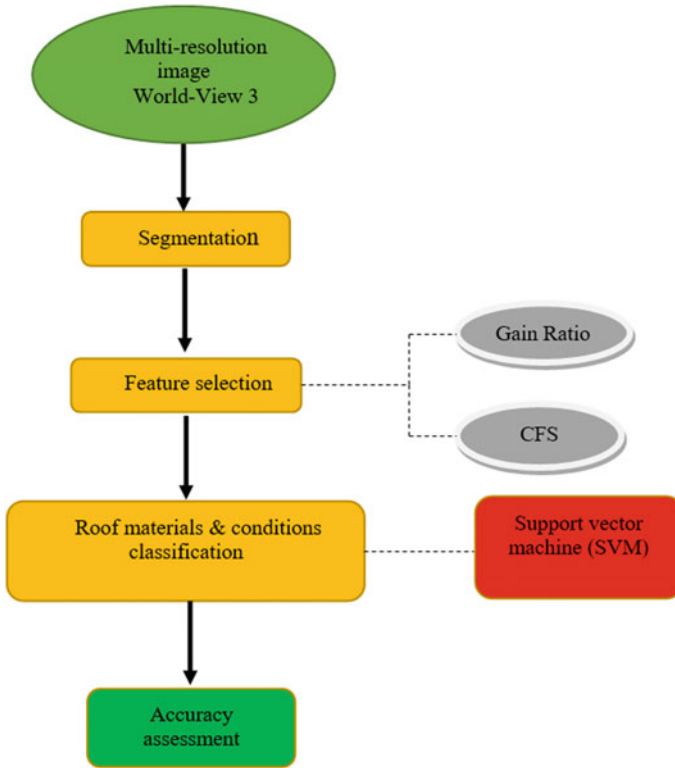 Multi-resolution
image
World-View 3
Segmentation
Feature selection
Gain Ratio
CFS
Roof materials & conditions
classification
Support vector
machine (SVM)
Accuracy
assessment